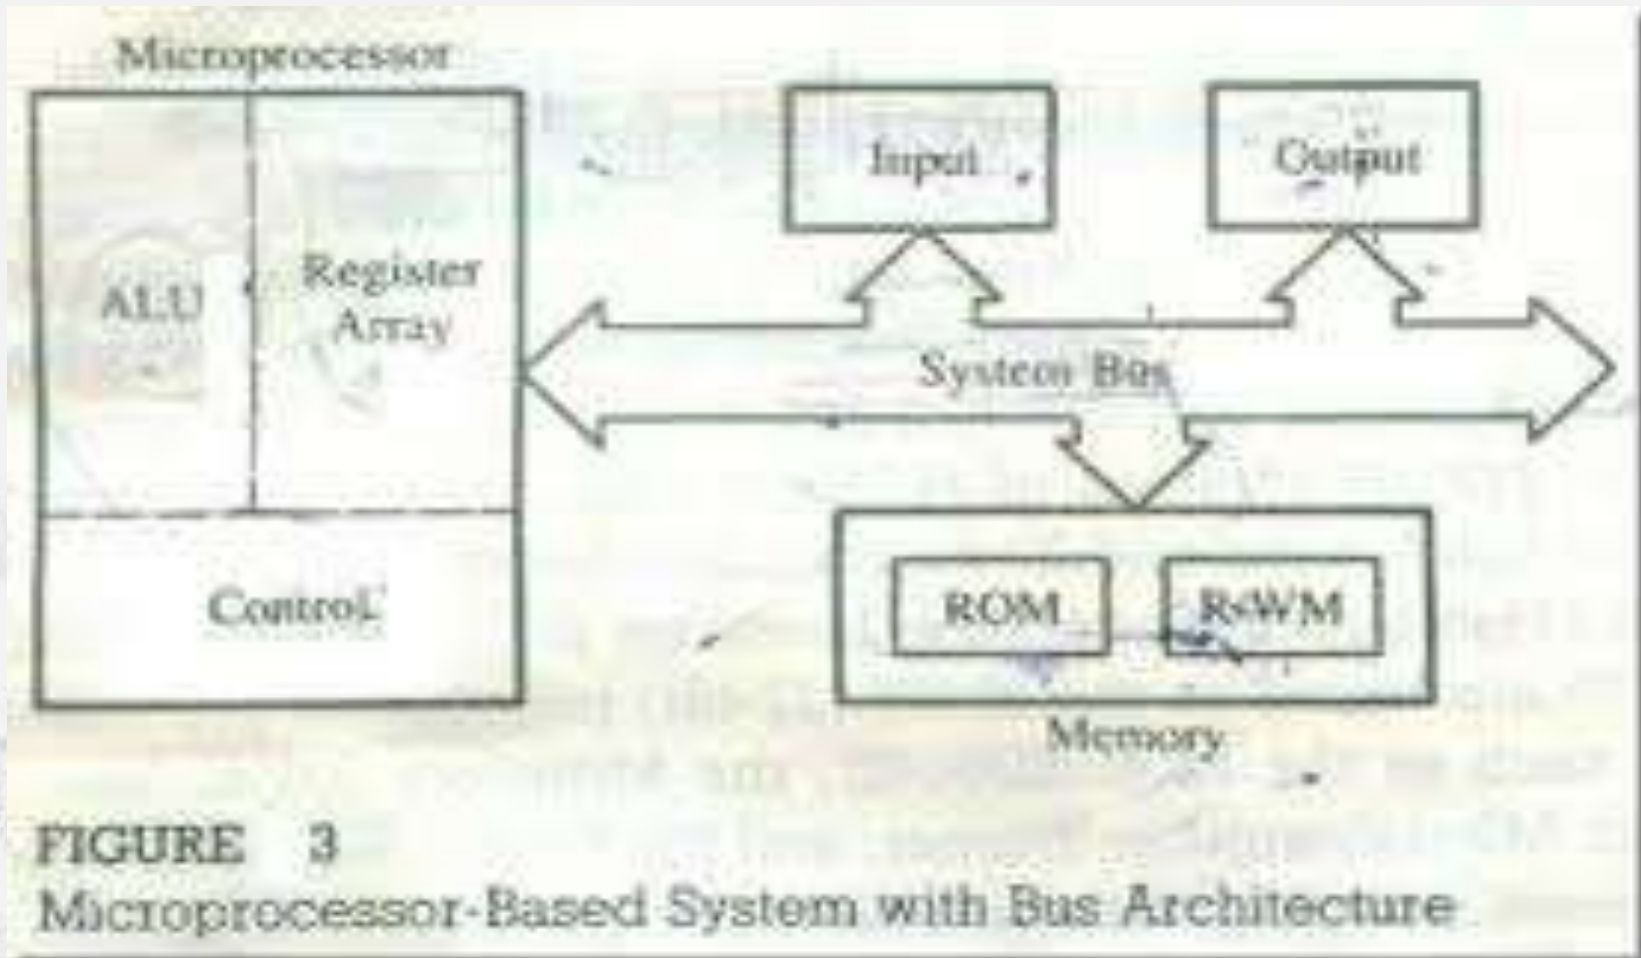 Microprocessor
Input
Output
ALU
Register
Array
System Bus
Control
ROM
R/WM
Memory
FIGURE 3
Microprocessor-Based System with Bus Architecture